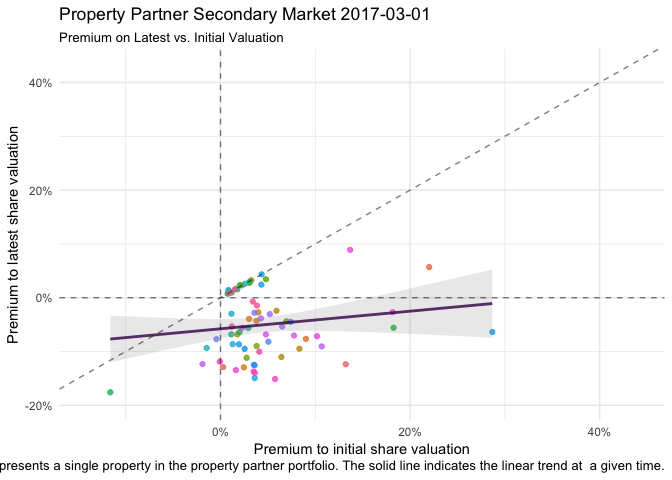 Property Partner Secondary Market 2017-03-01
Premium on Latest vs. Initial Valuation
Premium to latest share valuation
40%
20%
0%
-20%
0%
20%
40%
Premium to initial share valuation
presents a single property in the property partner portfolio. The solid line indicates the linear trend at  a given time.